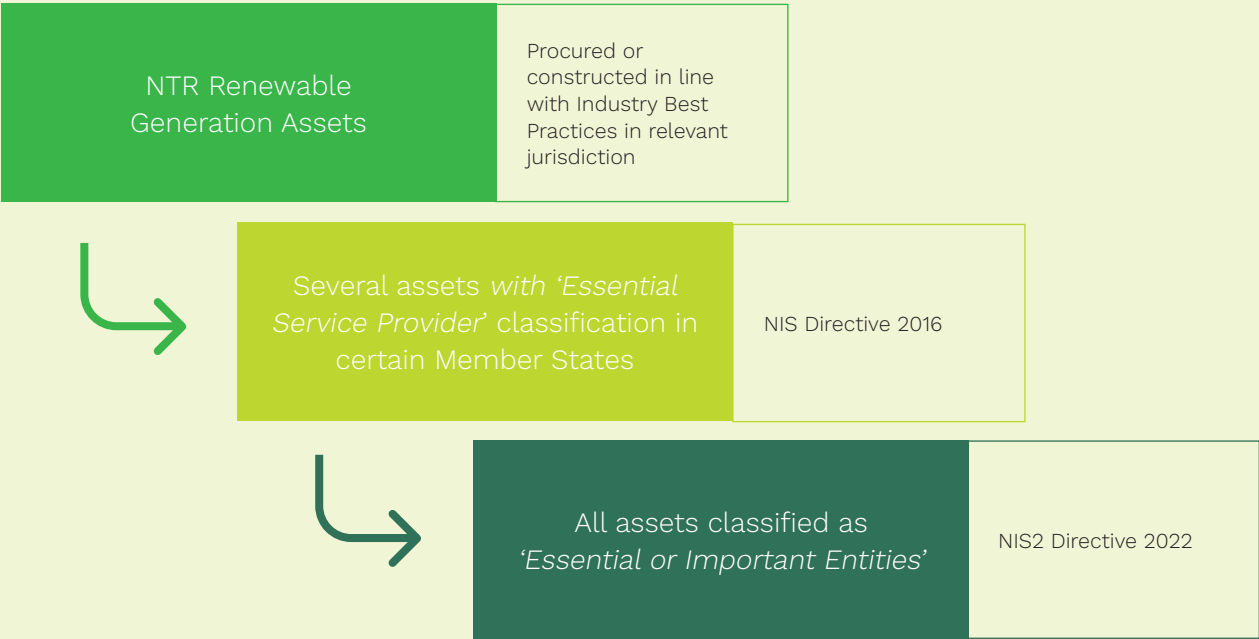 NTR Renewable
Generation Assets
Procured or
constructed in line
with Industry Best
Practices in relevant
jurisdiction
Several assets with ‘Essential
Service Provider’ classification in
certain Member States
NIS Directive 2016
All assets classified as
‘Essential or Important Entities’
NIS2 Directive 2022